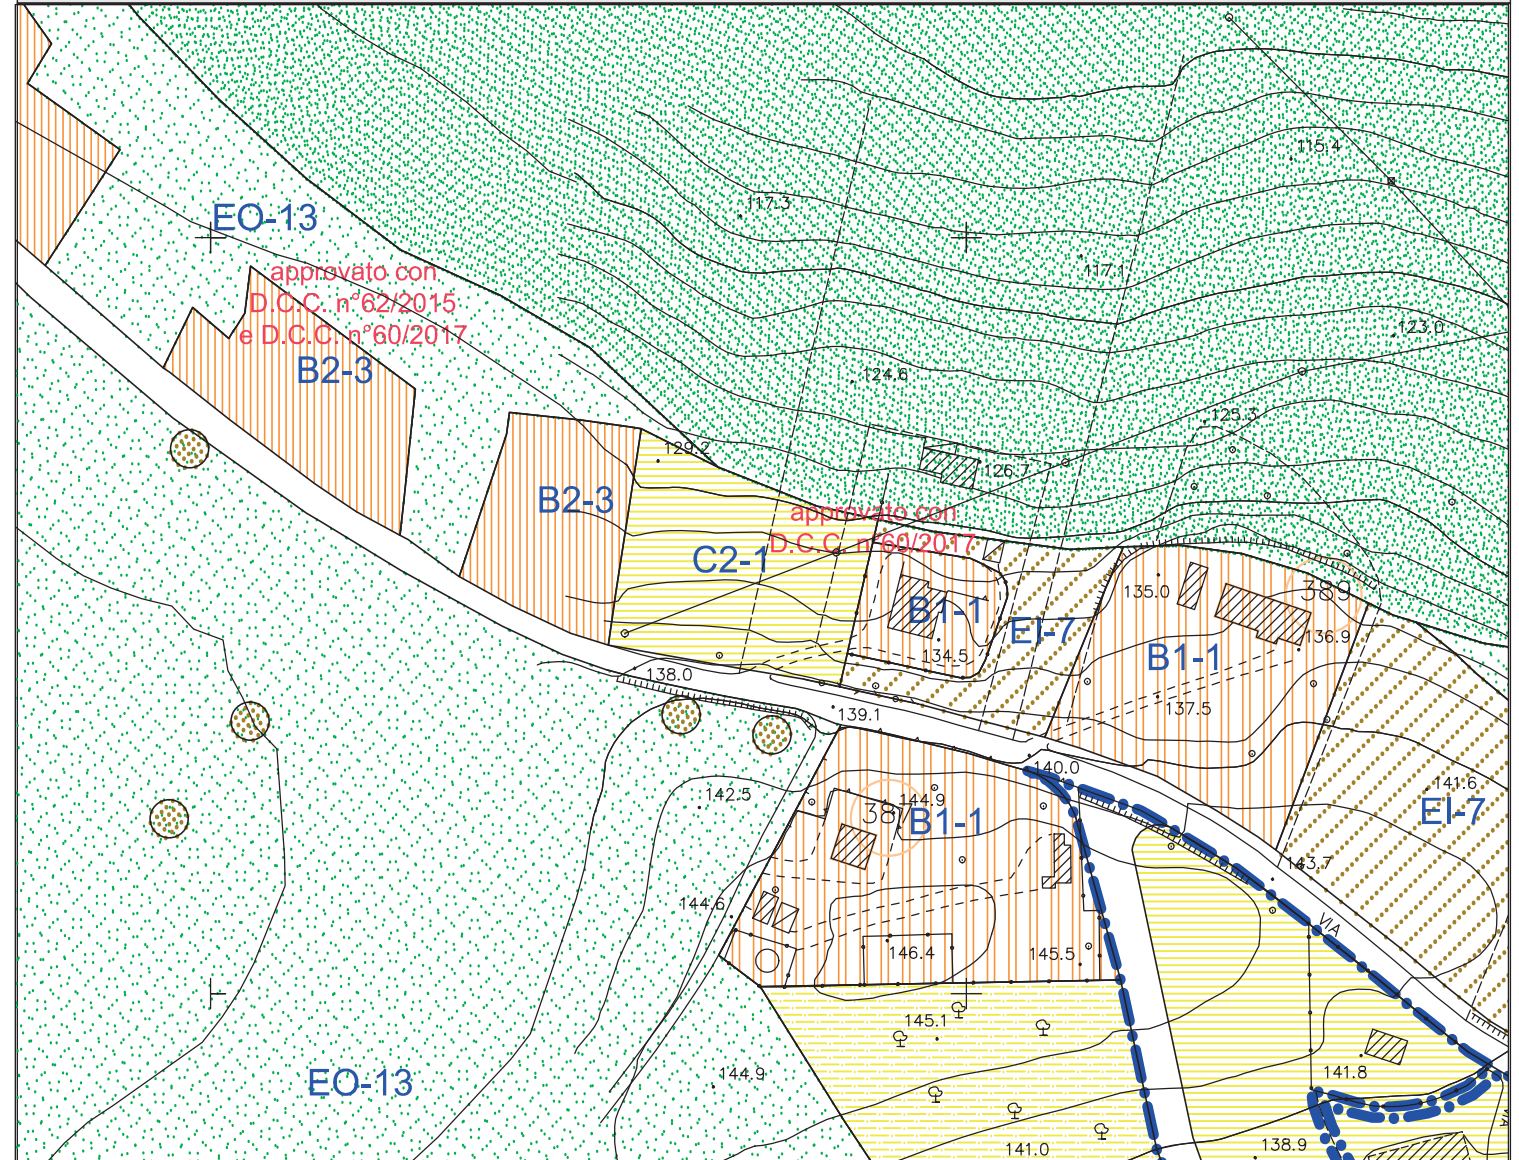 115.4
117.3
EO-13
117.1
approvato con
D.C.C. n°62/2015
e D.C.C. n°60/2017
123.0
B2-3
124.6
125.3
129.2
126.7
B2-3
approvato con
D.C.C. n°60/2017
C2-1
135.0
389
B1-1
EI-7
136.9
134.5
B1-1
138.0
137.5
139.1
140.0
141.6
142.5
144.9
387
B1-1
EI-7
143.7
144.6
VIA
146.4
145.5
145.1
141.8
144.9
EO-13
VIA
141.0
138.9